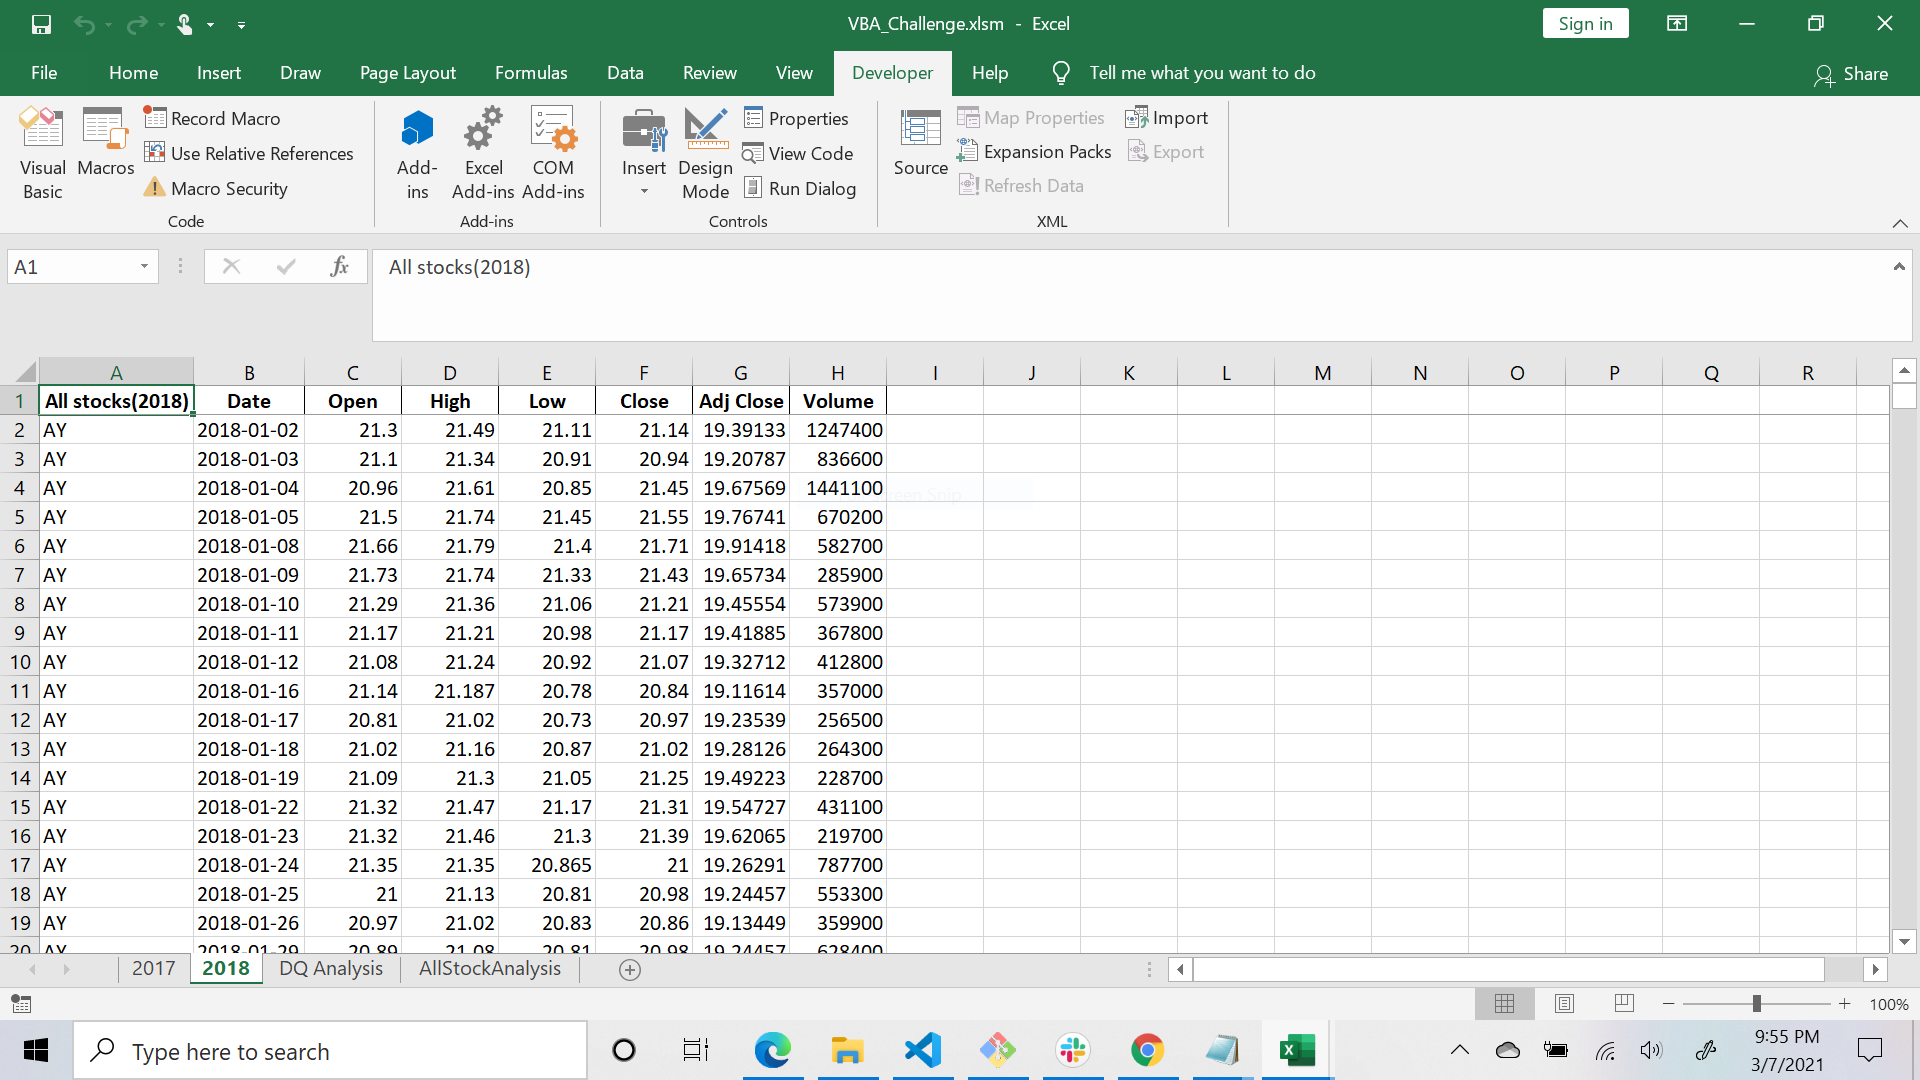 VBA_Challenge.xlsm - Excel
Sign in
File Home Insert Draw Page Layout Formulas Data Review View Developer Help Tell me what you want to do Share
Visual Basic
Macros
Record Macro
Use Relative References
Macro Security
Code
Add-ins
Excel Add-ins
COM Add-ins
Add-ins
Insert
Design Mode
Properties
View Code
Run Dialog
Controls
Source
Map Properties
Expansion Packs
Refresh Data
Import
Export
XML
A1 fx All stocks(2018)
A B C D E F G H I J K L M N O P Q R
1 All stocks(2018) Date Open High Low Close Adj Close Volume
2 AY 2018-01-02 21.3 21.49 21.11 21.14 19.39133 1247400
3 AY 2018-01-03 21.1 21.34 20.91 20.94 19.20787 836600
4 AY 2018-01-04 20.96 21.61 20.85 21.45 19.67569 1441100
5 AY 2018-01-05 21.5 21.74 21.45 21.55 19.76741 670200
6 AY 2018-01-08 21.66 21.79 21.4 21.71 19.91418 582700
7 AY 2018-01-09 21.73 21.74 21.33 21.43 19.65734 285900
8 AY 2018-01-10 21.29 21.36 21.06 21.21 19.45554 573900
9 AY 2018-01-11 21.17 21.21 20.98 21.17 19.41885 367800
10 AY 2018-01-12 21.08 21.24 20.92 21.07 19.32712 412800
11 AY 2018-01-16 21.14 21.187 20.78 20.84 19.11614 357000
12 AY 2018-01-17 20.81 21.02 20.73 20.97 19.23539 256500
13 AY 2018-01-18 21.02 21.16 20.87 21.02 19.28126 264300
14 AY 2018-01-19 21.09 21.3 21.05 21.25 19.49223 228700
15 AY 2018-01-22 21.32 21.47 21.17 21.31 19.54727 431100
16 AY 2018-01-23 21.32 21.46 21.3 21.39 19.62065 219700
17 AY 2018-01-24 21.35 21.35 20.865 21 19.26291 787700
18 AY 2018-01-25 21 21.13 20.81 20.98 19.24457 553300
19 AY 2018-01-26 20.97 21.02 20.83 20.86 19.13449 359900
20 AY 2018-01-29 20.89 21.08 20.81 20.98 19.24457 628400
2017 2018 DQ Analysis AllStockAnalysis
100%
Type here to search
9:55 PM
3/7/2021